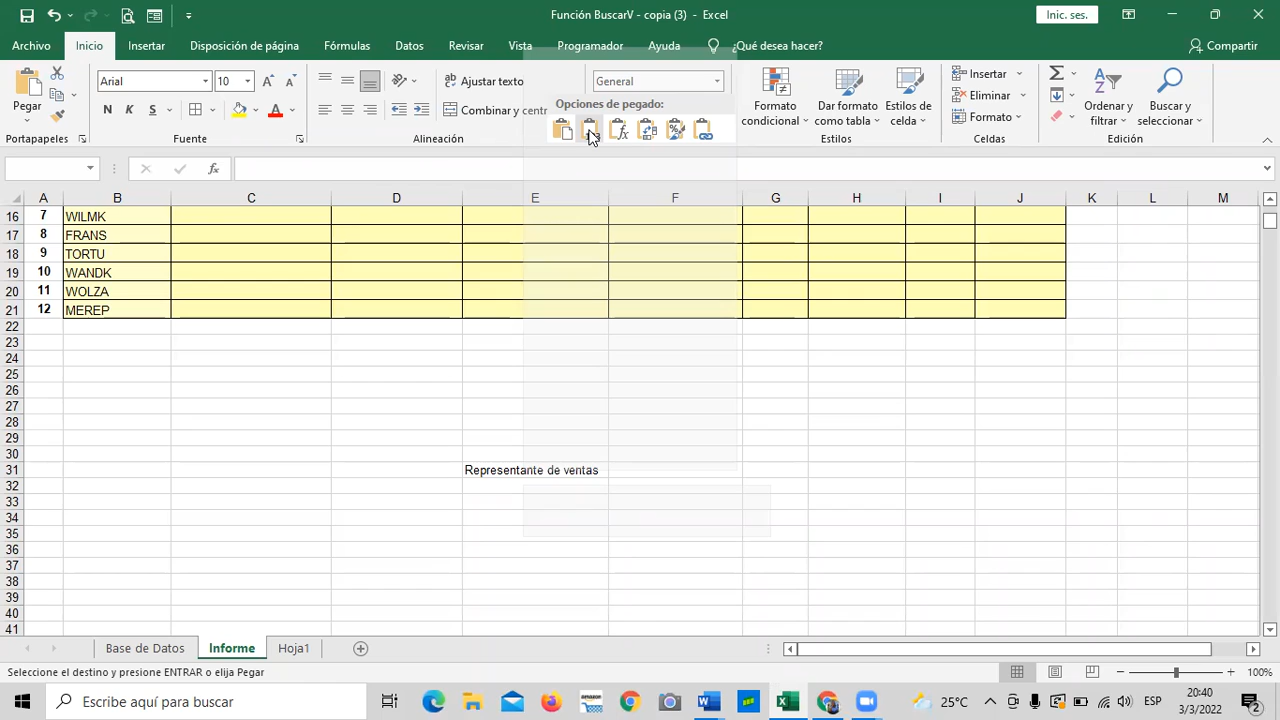 Función BuscarV - copia (3) - Excel
Inic. ses.
Archivo Inicio Insertar Disposición de página Fórmulas Datos Revisar Vista Programador Ayuda ¿Qué desea hacer? Compartir
Pegar
Portapapeles
Arial 10
N K S
Fuente
Ajustar texto
Combinar y centr
Alineación
General
Opciones de pegado:
Formato condicional
Dar formato como tabla
Estilos de celda
Estilos
Insertar
Eliminar
Formato
Celdas
Ordenar y filtrar
Buscar y seleccionar
Edición
A B C D E F G H I J K L M
16 7 WILMK
17 8 FRANS
18 9 TORTU
19 10 WANDK
20 11 WOLZA
21 12 MEREP
22
23
24
25
26
27
28
29
30
31 Representante de ventas
32
33
34
35
36
37
38
39
40
41
Base de Datos Informe Hoja1
Seleccione el destino y presione ENTRAR o elija Pegar 100%
Escribe aquí para buscar
25°C
ESP
20:40
3/3/2022
2